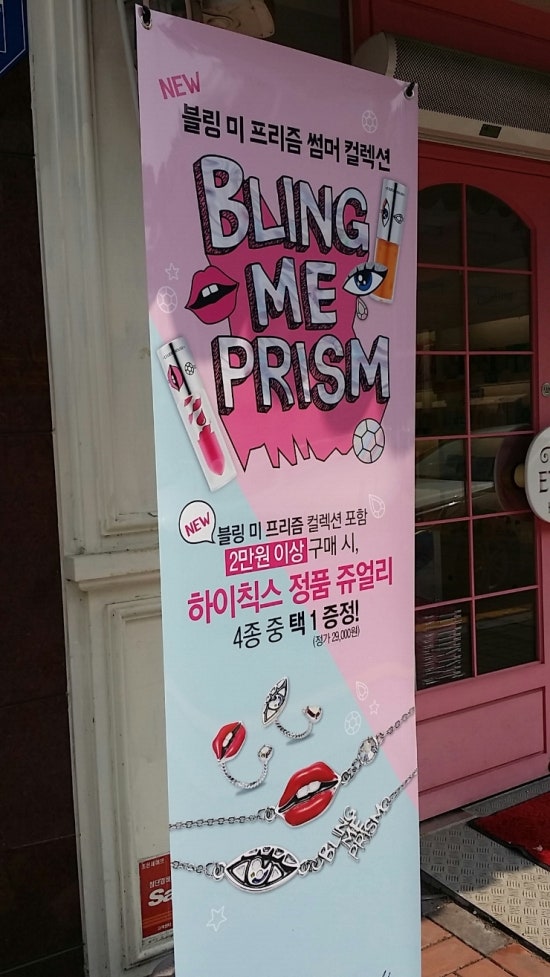 NEW
블링 미 프리즘 썸머 컬렉션
BLING
ME
PRISM
NEW
블링 미 프리즘 컬렉션 포함
2만원 이상 구매 시,
하이칙스 정품 쥬얼리
4종 중 택 1 증정!
(정가 29,000원)
BLING
ME
PRISM